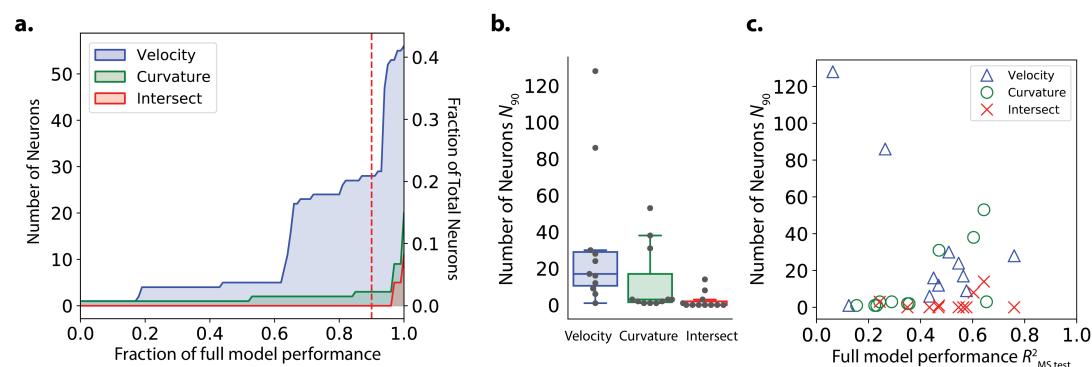 a.
Velocity
Curvature
Intersect
Number of Neurons
50
40
30
20
10
0
0.4
0.3
0.2
0.1
0.0
Fraction of Total Neurons
0.0 0.2 0.4 0.6 0.8 1.0
Fraction of full model performance
b.
Number of Neurons N90
120
100
80
60
40
20
0
Velocity Curvature Intersect
c.
Number of Neurons N90
120
100
80
60
40
20
0
Velocity
Curvature
Intersect
0.0 0.2 0.4 0.6 0.8 1.0
Full model performance R²MS,test